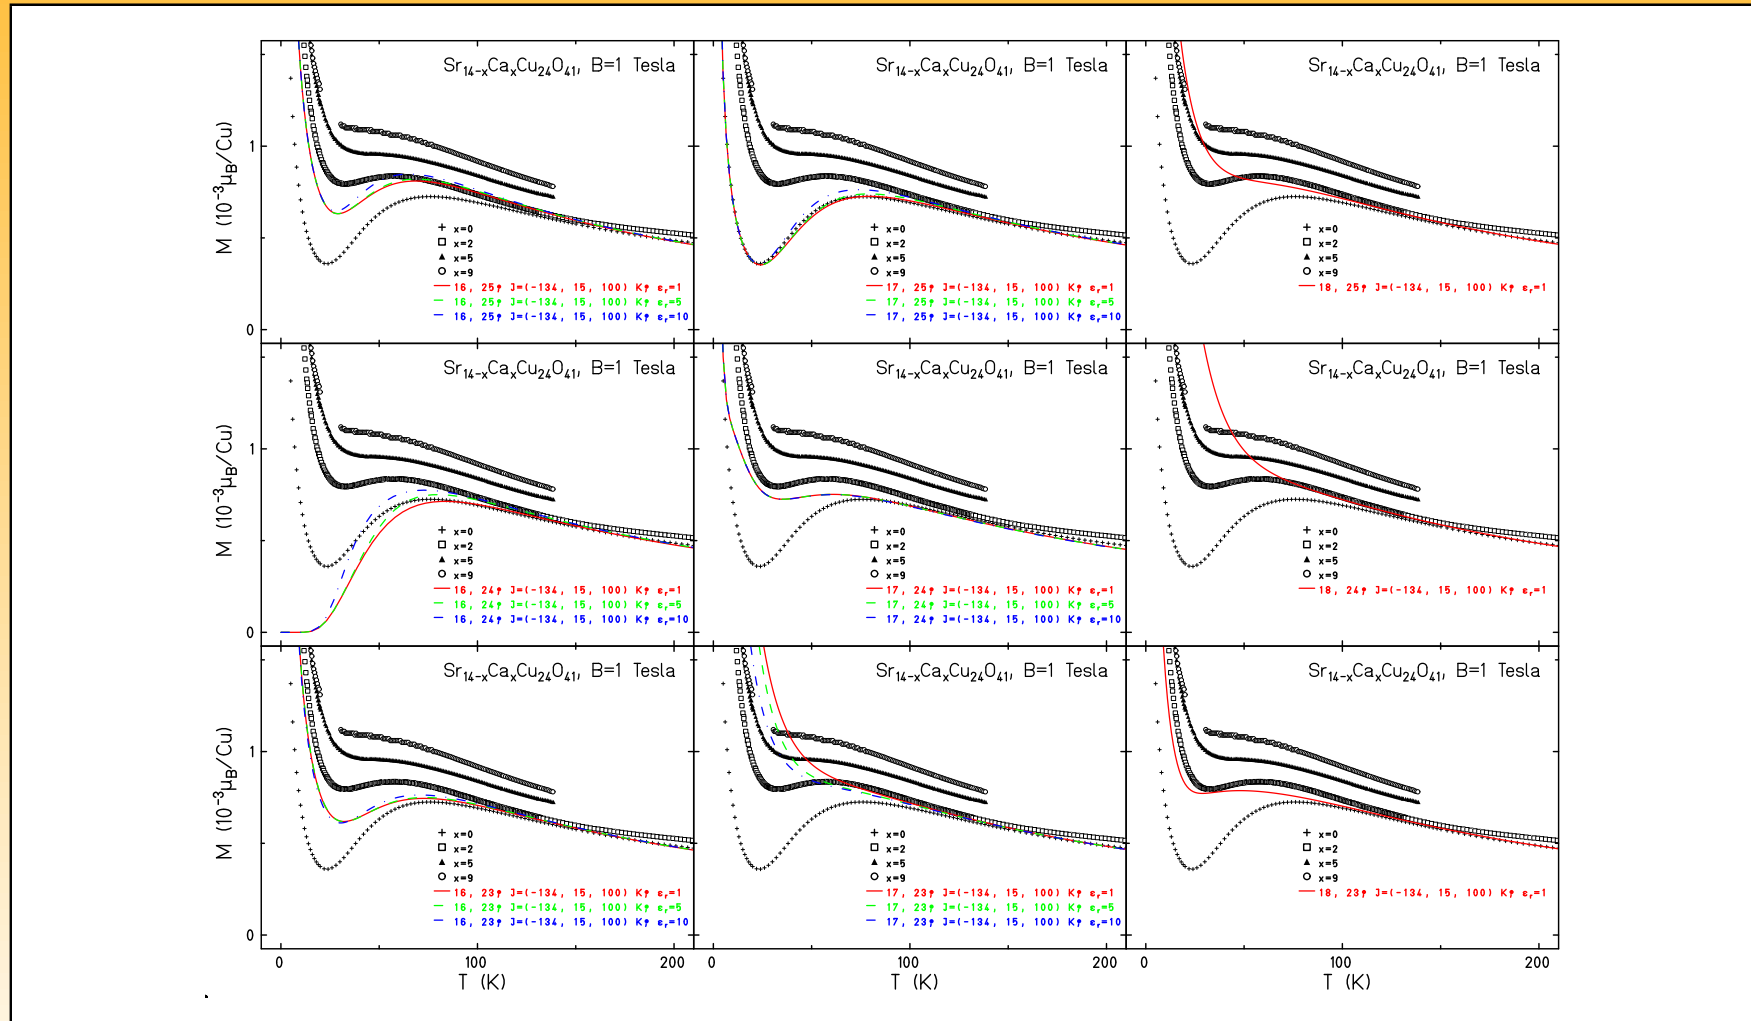 Sr14-xCaxCu24O41, B=1 Tesla
M (10-3μB/Cu)
1
0
x=0
x=2
x=5
x=9
16, 25; J=(-134, 15, 100) K; εr=1
16, 25; J=(-134, 15, 100) K; εr=5
16, 25; J=(-134, 15, 100) K; εr=10
Sr14-xCaxCu24O41, B=1 Tesla
x=0
x=2
x=5
x=9
17, 25; J=(-134, 15, 100) K; εr=1
17, 25; J=(-134, 15, 100) K; εr=5
17, 25; J=(-134, 15, 100) K; εr=10
Sr14-xCaxCu24O41, B=1 Tesla
x=0
x=2
x=5
x=9
18, 25; J=(-134, 15, 100) K; εr=1
Sr14-xCaxCu24O41, B=1 Tesla
M (10-3μB/Cu)
1
0
x=0
x=2
x=5
x=9
16, 24; J=(-134, 15, 100) K; εr=1
16, 24; J=(-134, 15, 100) K; εr=5
16, 24; J=(-134, 15, 100) K; εr=10
Sr14-xCaxCu24O41, B=1 Tesla
x=0
x=2
x=5
x=9
17, 24; J=(-134, 15, 100) K; εr=1
17, 24; J=(-134, 15, 100) K; εr=5
17, 24; J=(-134, 15, 100) K; εr=10
Sr14-xCaxCu24O41, B=1 Tesla
x=0
x=2
x=5
x=9
18, 24; J=(-134, 15, 100) K; εr=1
Sr14-xCaxCu24O41, B=1 Tesla
M (10-3μB/Cu)
1
0
x=0
x=2
x=5
x=9
16, 23; J=(-134, 15, 100) K; εr=1
16, 23; J=(-134, 15, 100) K; εr=5
16, 23; J=(-134, 15, 100) K; εr=10
0 100
T (K)
Sr14-xCaxCu24O41, B=1 Tesla
x=0
x=2
x=5
x=9
17, 23; J=(-134, 15, 100) K; εr=1
17, 23; J=(-134, 15, 100) K; εr=5
17, 23; J=(-134, 15, 100) K; εr=10
0 100 200
T (K)
Sr14-xCaxCu24O41, B=1 Tesla
x=0
x=2
x=5
x=9
18, 23; J=(-134, 15, 100) K; εr=1
0 100 200
T (K)